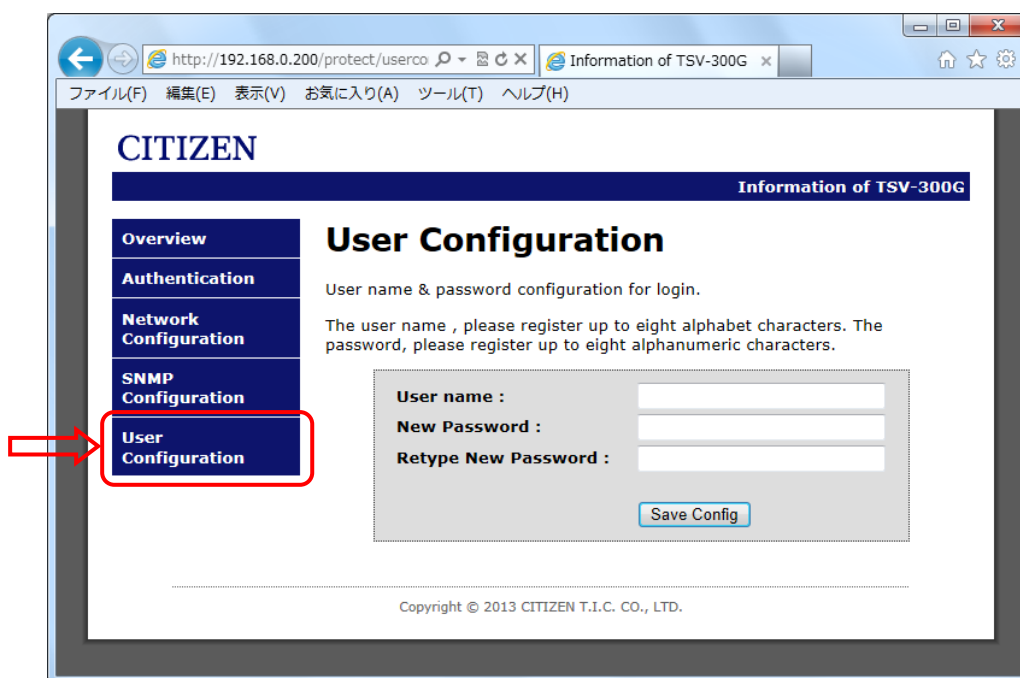 http://192.168.0.200/protect/userco
Information of TSV-300G
ファイル(F) 編集(E) 表示(V) お気に入り(A) ツール(T) ヘルプ(H)
CITIZEN
Information of TSV-300G
Overview
Authentication
Network
Configuration
SNMP
Configuration
User
Configuration
User Configuration
User name & password configuration for login.
The user name , please register up to eight alphabet characters. The
password, please register up to eight alphanumeric characters.
User name :
New Password :
Retype New Password :
Save Config
Copyright © 2013 CITIZEN T.I.C. CO., LTD.